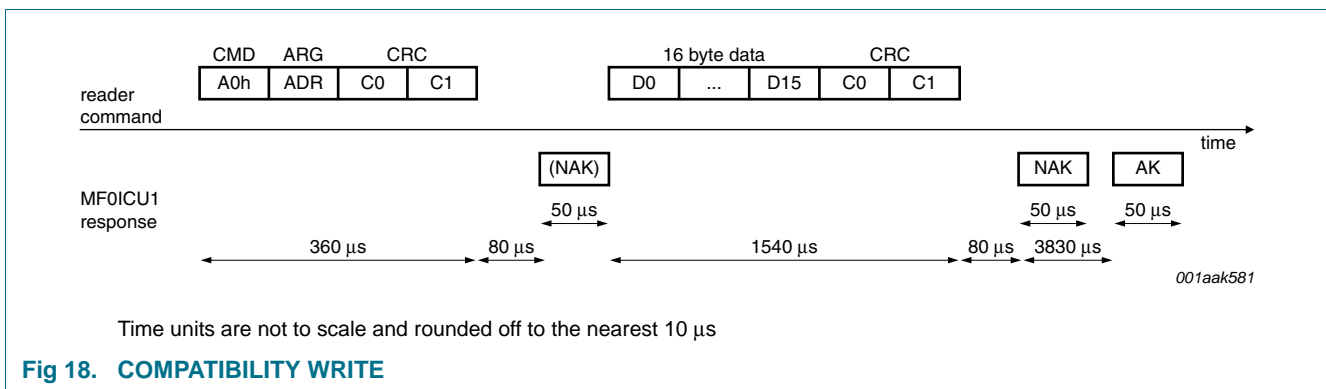 CMD ARG CRC 16 byte data CRC
A0h ADR C0 C1 D0 ... D15 C0 C1
reader
command
time
(NAK) NAK AK
MF0ICU1
response
50 μs 50 μs 50 μs
360 μs 80 μs 1540 μs 80 μs 3830 μs
001aak581
Time units are not to scale and rounded off to the nearest 10 μs
Fig 18. COMPATIBILITY WRITE